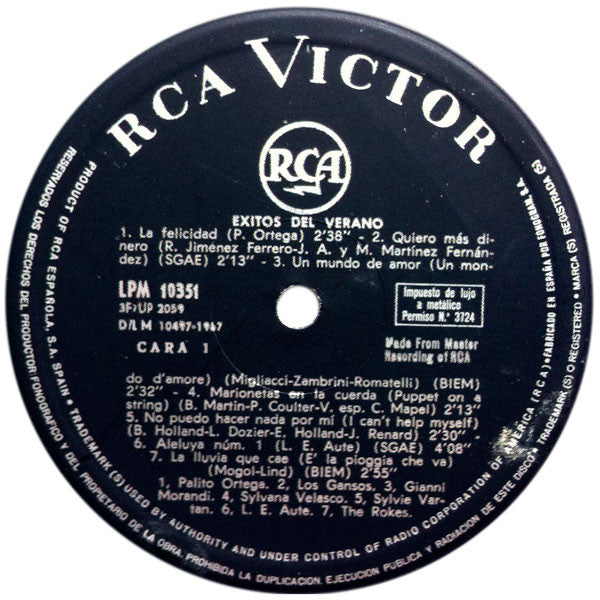 RCA VICTOR
RCA
EXITOS DEL VERANO
1. La felicidad (P. Ortega) 2'38" - 2. Quiero más di-
nero (R. Jiménez Ferrero-J. A. y M. Martínez Fernán-
dez) (SGAE) 2'13" - 3. Un mundo de amor (Un mon-
LPM 10351
3F2UP 2059
D/L M 10497-1967
CARA 1
Impuesto de lujo
a metálico
Permiso N.º 3724
Made From Master
Recording of RCA
do d'amore) (Migliacci-Zambrini-Romatelli) (BIEM)
2'32" - 4. Marionetas en la cuerda (Puppet on a
string) (B. Martin-P. Coulter-V. esp. C. Mapel) 2'13"
5. No puedo hacer nada por mí (I can't help myself)
(B. Holland-L. Dozier-E. Holland-J. Renard) 2'30" -
6. Aleluya núm. 1 (L. E. Aute) (SGAE) 4'08"
7. La lluvia que cae (E' la pioggia che va)
(Mogol-Lind) (BIEM) 2'55"
1, Palito Ortega. 2, Los Gansos. 3, Gianni
Morandi. 4, Sylvana Velasco. 5, Sylvie Var-
tan. 6, L. E. Aute. 7, The Rokes.
PRODUCT OF RCA ESPAÑOLA, S.A. SPAIN • TRADEMARK (S) USED BY AUTHORITY AND UNDER CONTROL OF RADIO CORPORATION OF AMERICA (RCA) • FABRICADO EN ESPAÑA POR FONOGRAM, S.A.
RESERVADOS LOS DERECHOS DEL PRODUCTOR FONOGRAFICO Y DEL PROPIETARIO DE LA OBRA. PROHIBIDA LA DUPLICACION, EJECUCION PUBLICA Y RADIACION DE ESTE DISCO • TRADEMARK (S) REGISTERED • MARCA (S) REGISTRADA (S)